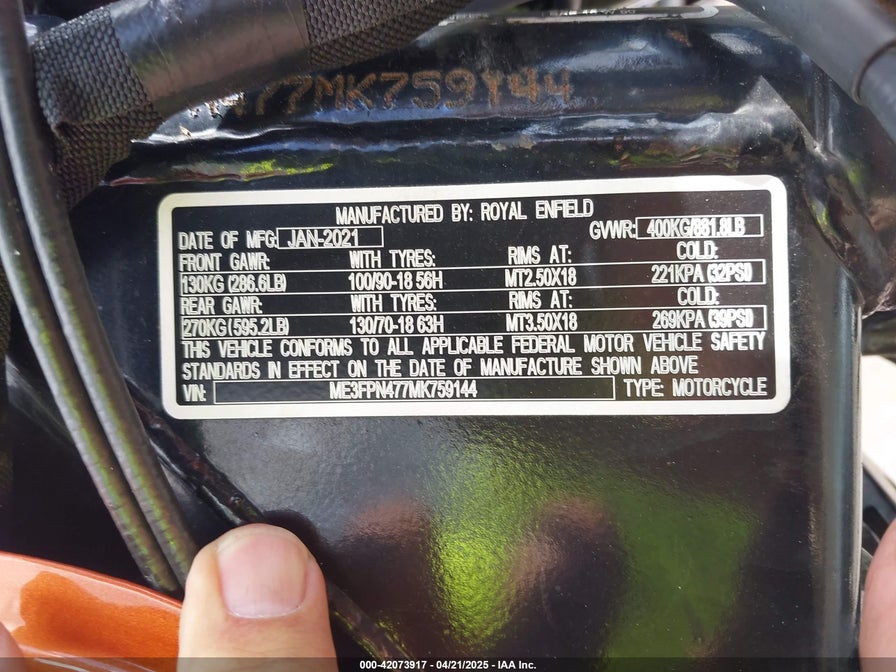 477MK759144
MANUFACTURED BY: ROYAL ENFIELD
DATE OF MFG: JAN-2021 GVWR: 400KG/881.8LB
FRONT GAWR: WITH TYRES: RIMS AT: COLD:
130KG (286.6LB) 100/90-18 56H MT2.50X18 221KPA (32PSI)
REAR GAWR: WITH TYRES: RIMS AT: COLD:
270KG (595.2LB) 130/70-18 63H MT3.50X18 269KPA (39PSI)
THIS VEHICLE CONFORMS TO ALL APPLICABLE FEDERAL MOTOR VEHICLE SAFETY
STANDARDS IN EFFECT ON THE DATE OF MANUFACTURE SHOWN ABOVE
VIN: ME3FPN477MK759144 TYPE: MOTORCYCLE
000-42073917 - 04/21/2025 - IAA Inc.